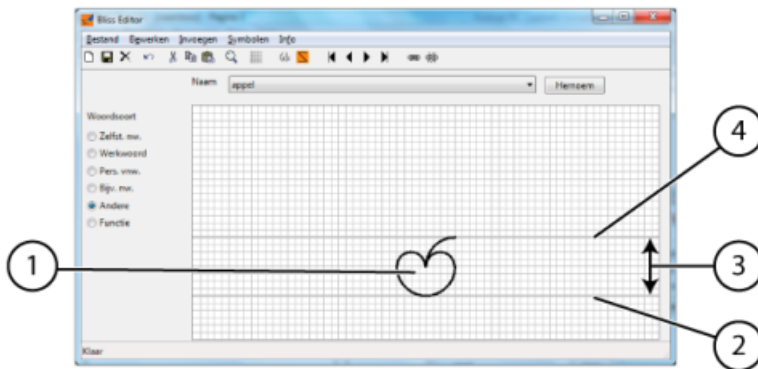 Bliss Editor
Bestand Bewerken Invoegen Symbolen Info
Naam appel Hernoem
Woordsoort
Zelfst. nw.
Werkwoord
Pers. vnw.
Bijv. nw.
Andere
Functie
4
1
3
2
Klaar